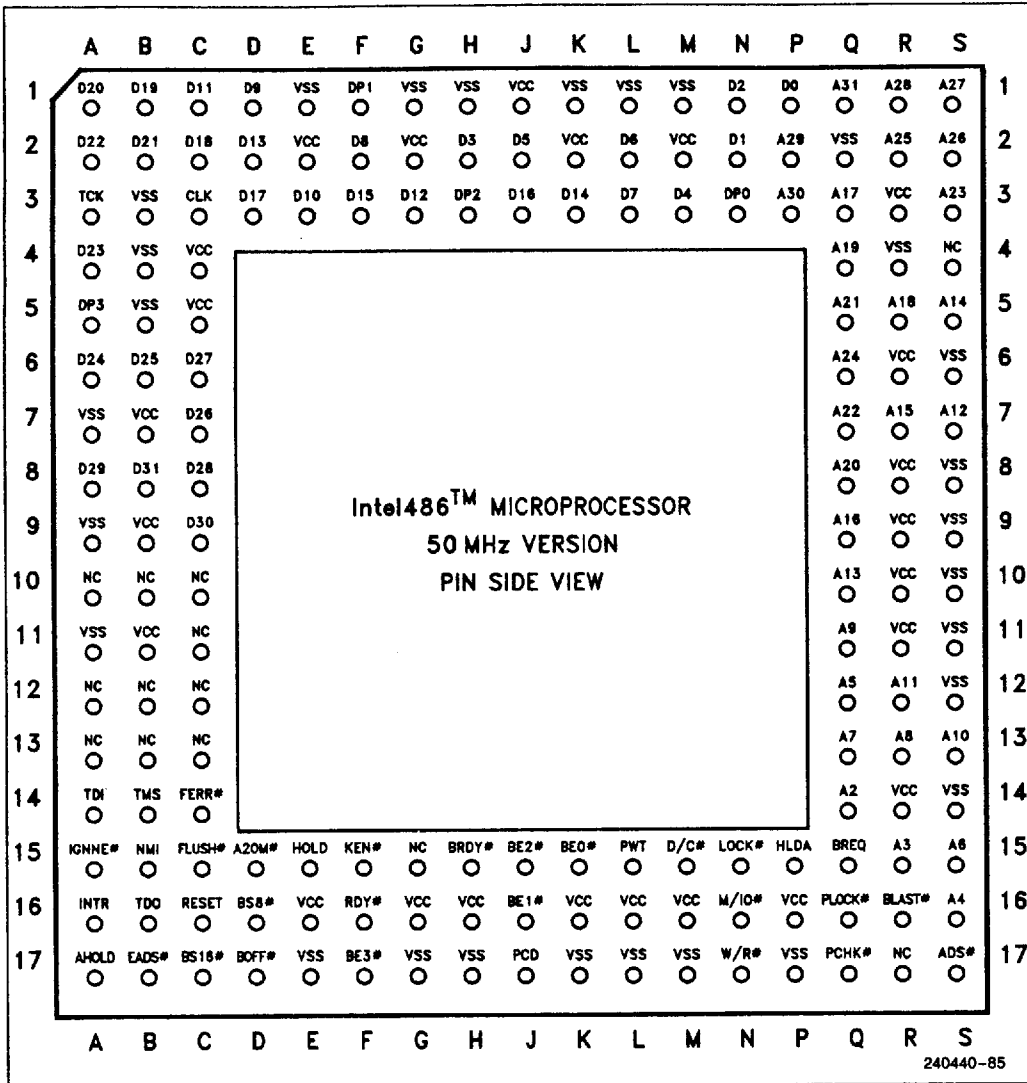 A B C D E F G H J K L M N P Q R S
D20 D19 D11 D9 VSS DP1 VSS VSS VCC VSS VSS VSS D2 D0 A31 A28 A27
1 1
D22 D21 D18 D13 VCC D8 VCC D3 D5 VCC D6 VCC D1 A29 VSS A25 A26
2 2
TCK VSS CLK D17 D10 D15 D12 DP2 D16 D14 D7 D4 DP0 A30 A17 VCC A23
3 3
D23 VSS VCC A19 VSS NC
4 4
DP3 VSS VCC A21 A18 A14
5 5
D24 D25 D27 A24 VCC VSS
6 6
VSS VCC D26 A22 A15 A12
7 7
D29 D31 D28 A20 VCC VSS
8 8
Intel486™ MICROPROCESSOR
VSS VCC D30 A16 VCC VSS
9 9
50 MHz VERSION
NC NC NC A13 VCC VSS
10 10
PIN SIDE VIEW
VSS VCC NC A9 VCC VSS
11 11
NC NC NC A5 A11 VSS
12 12
NC NC NC A7 A8 A10
13 13
TDI TMS FERR# A2 VCC VSS
14 14
IGNNE# NMI FLUSH# A20M# HOLD KEN# NC BRDY# BE2# BE0# PWT D/C# LOCK# HLDA BREQ A3 A6
15 15
INTR TDO RESET BS8# VCC RDY# VCC VCC BE1# VCC VCC VCC M/IO# VCC PLOCK# BLAST# A4
16 16
AHOLD EADS# BS16# BOFF# VSS BE3# VSS VSS PCD VSS VSS VSS W/R# VSS PCHK# NC ADS#
17 17
A B C D E F G H J K L M N P Q R S
240440-85